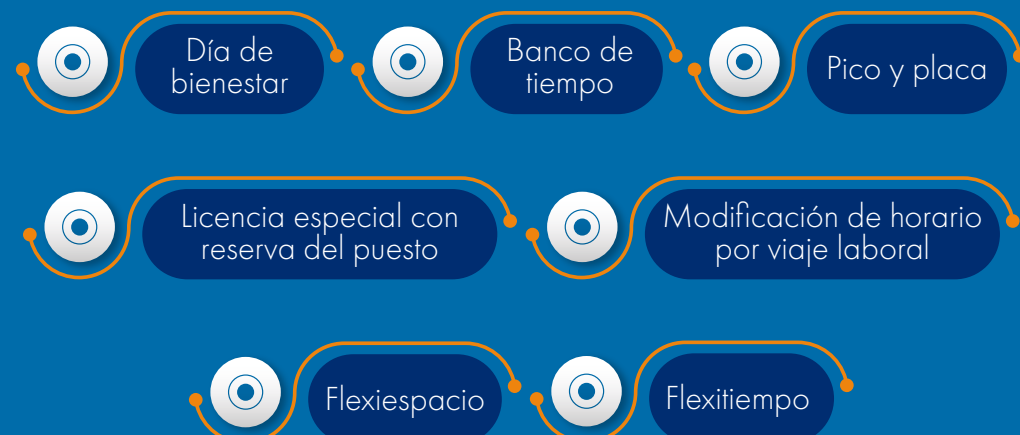 Día de
bienestar
Banco de
tiempo
Pico y placa
Licencia especial con
reserva del puesto
Modificación de horario
por viaje laboral
Flexiespacio
Flexitiempo